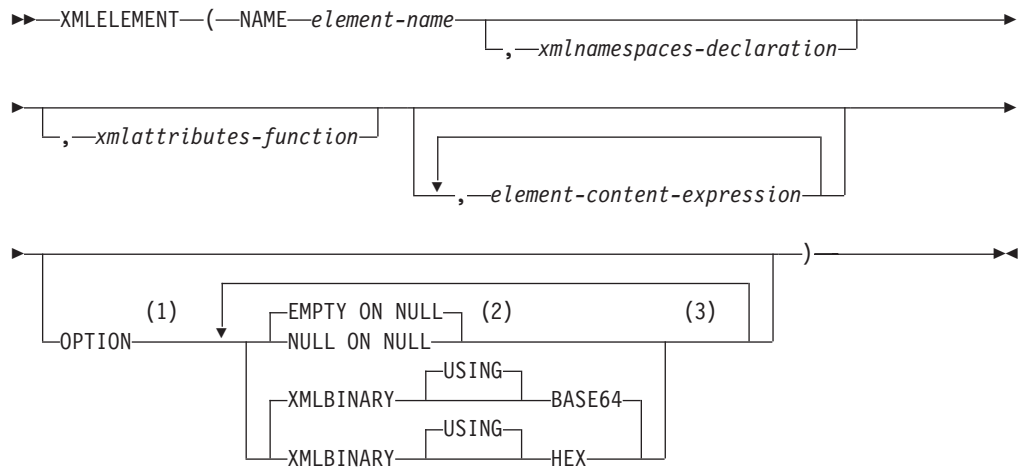 XMLELEMENT ( NAME element-name
, xmlnamespaces-declaration
, xmlattributes-function
, element-content-expression
)
(1) EMPTY ON NULL (2) (3)
OPTION NULL ON NULL
USING
XMLBINARY BASE64
USING
XMLBINARY HEX